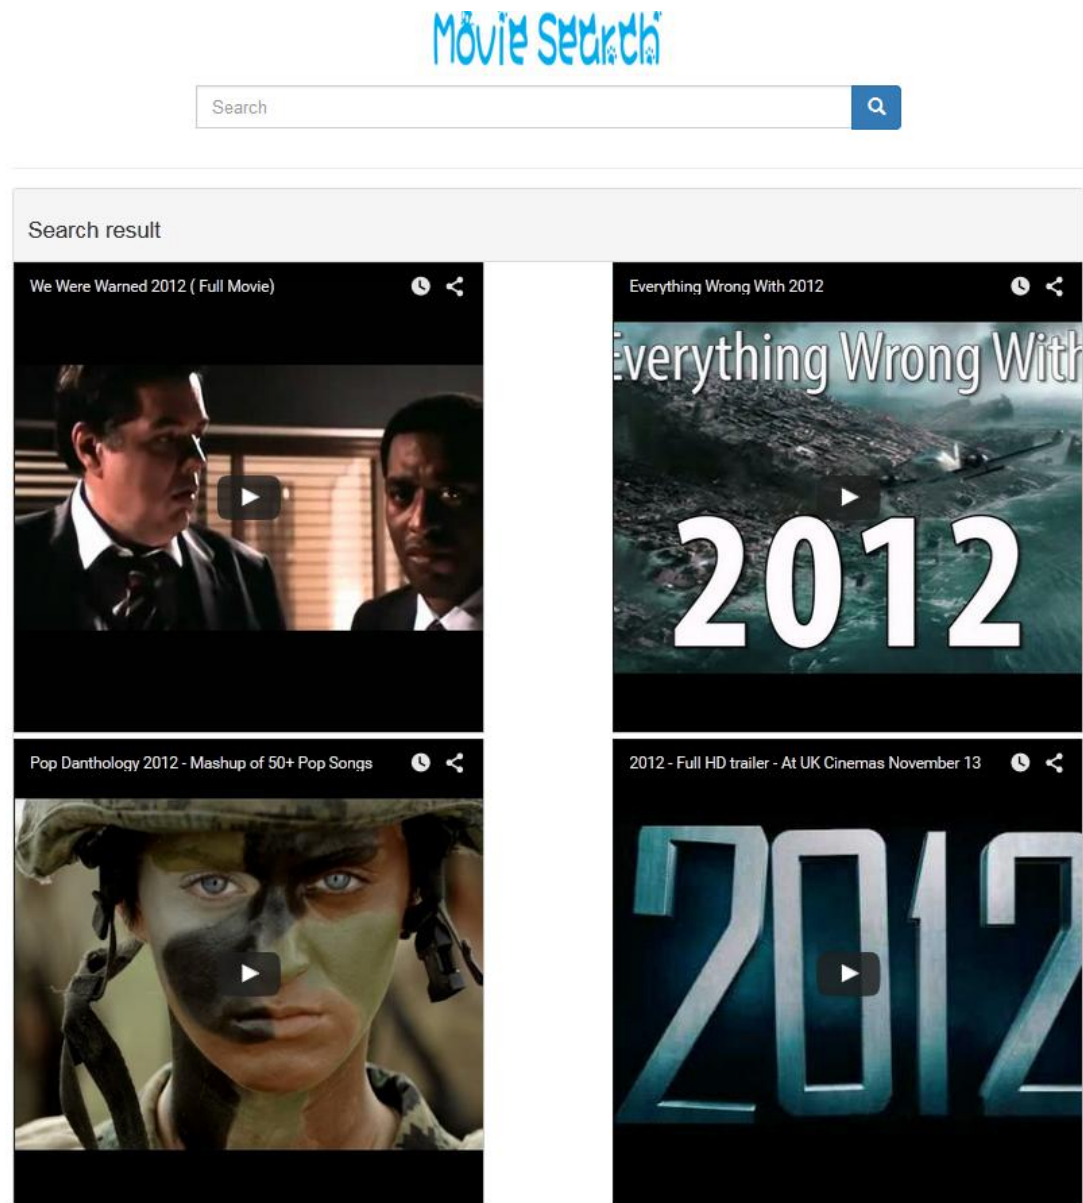 Movie Search
Search
Search result
We Were Warned 2012 ( Full Movie)
Everything Wrong With 2012
Everything Wrong With
2012
Pop Danthology 2012 - Mashup of 50+ Pop Songs
2012 - Full HD trailer - At UK Cinemas November 13
2012